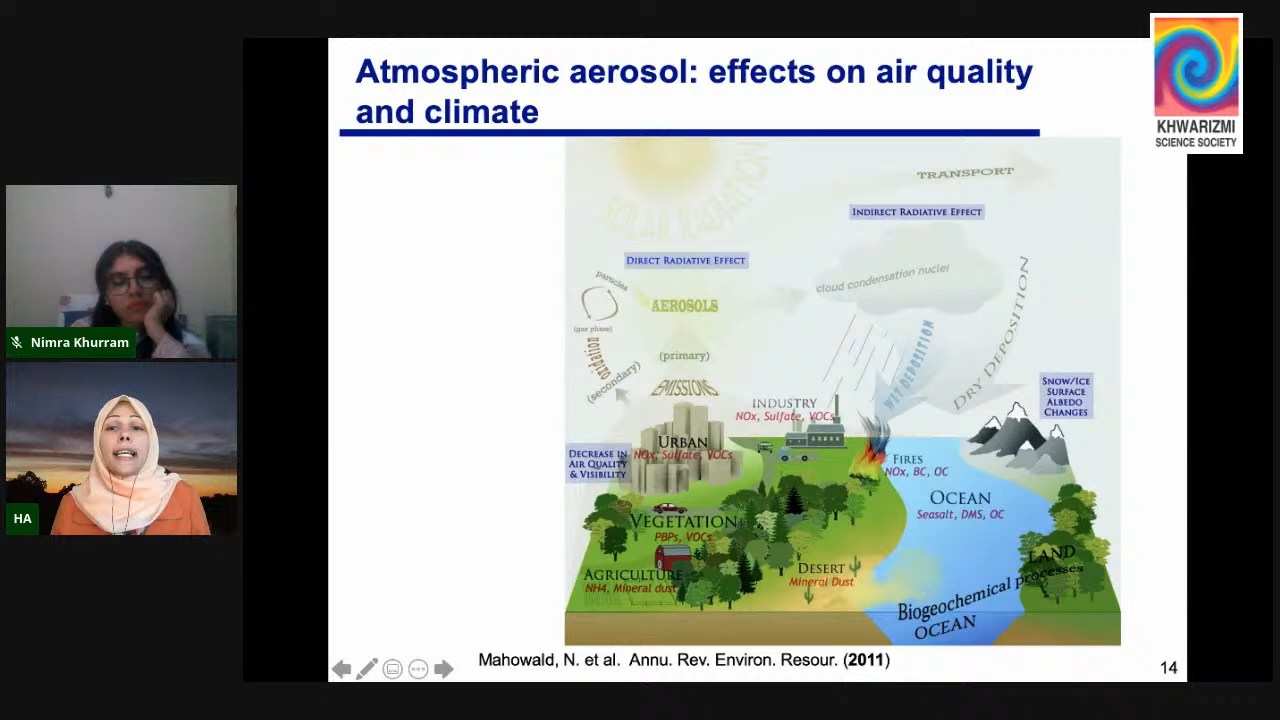 Atmospheric aerosol: effects on air quality
and climate
KHWARIZMI
SCIENCE SOCIETY
SOLAR RADIATION
TRANSPORT
INDIRECT RADIATIVE EFFECT
DIRECT RADIATIVE EFFECT
cloud condensation nuclei
particles
AEROSOLS
(gas phase)
oxidation
(primary)
(secondary)
EMISSIONS
WET DEPOSITION
DRY DEPOSITION
SNOW/ICE
SURFACE
ALBEDO
CHANGES
INDUSTRY
NOx, Sulfate, VOCs
URBAN
NOx, Sulfate, VOCs
DECREASE IN
AIR QUALITY
& VISIBILITY
FIRES
NOx, BC, OC
OCEAN
Seasalt, DMS, OC
VEGETATION
PBPs, VOCs
AGRICULTURE
NH4, Mineral dust
DESERT
Mineral Dust
LAND
Biogeochemical processes
OCEAN
Mahowald, N. et al. Annu. Rev. Environ. Resour. (2011)
14
Nimra Khurram
HA